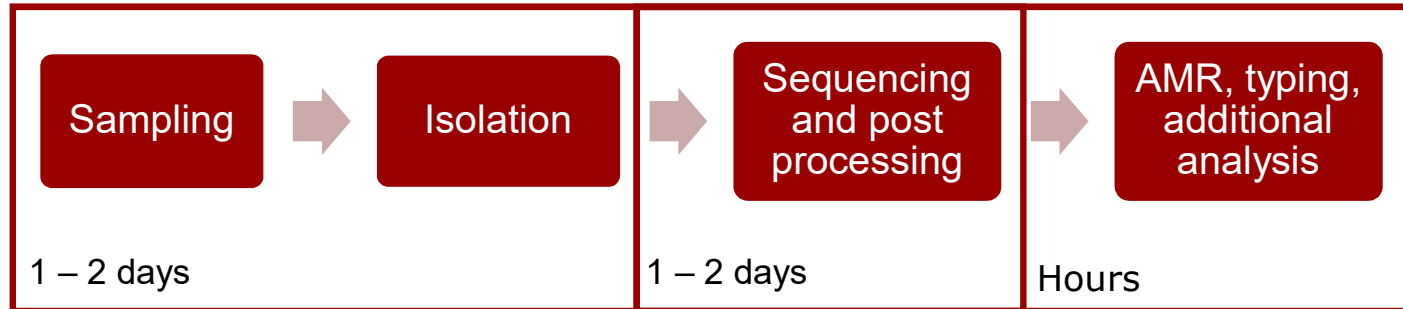 Sampling
Isolation
1 – 2 days
Sequencing
and post
processing
1 – 2 days
AMR, typing,
additional
analysis
Hours